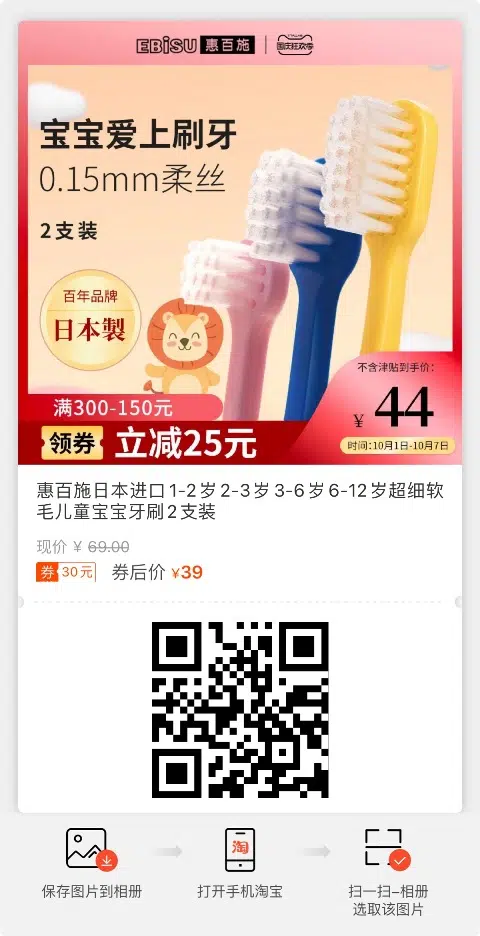 EBiSU 惠百施
国庆狂欢季
宝宝爱上刷牙
0.15mm柔丝
2支装
百年品牌
日本製
满300-150元
领券 立减25元
不含津贴到手价：
¥ 44
时间：10月1日-10月7日
惠百施日本进口1-2岁2-3岁3-6岁6-12岁超细软
毛儿童宝宝牙刷2支装
现价 ¥ 69.00
券 30元 券后价 ¥39
淘
保存图片到相册
打开手机淘宝
扫一扫-相册
选取该图片